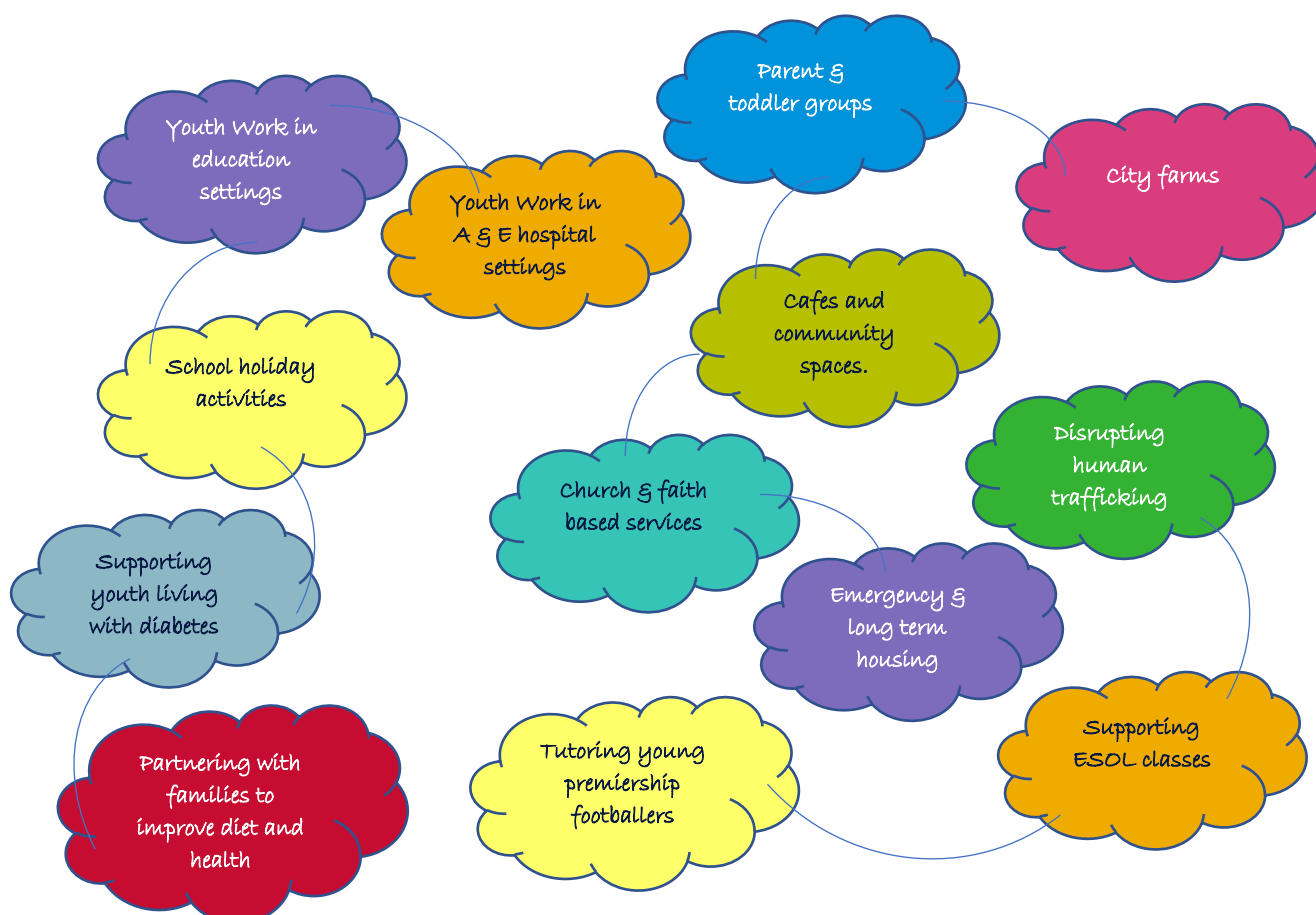 Youth Work in
education
settings
Youth Work in
A & E hospital
settings
School holiday
activities
Supporting
youth living
with diabetes
Partnering with
families to
improve diet and
health
Parent &
toddler groups
City farms
Cafes and
community
spaces.
Church & faith
based services
Emergency &
long term
housing
Disrupting
human
trafficking
Supporting
ESOL classes
Tutoring young
premiership
footballers